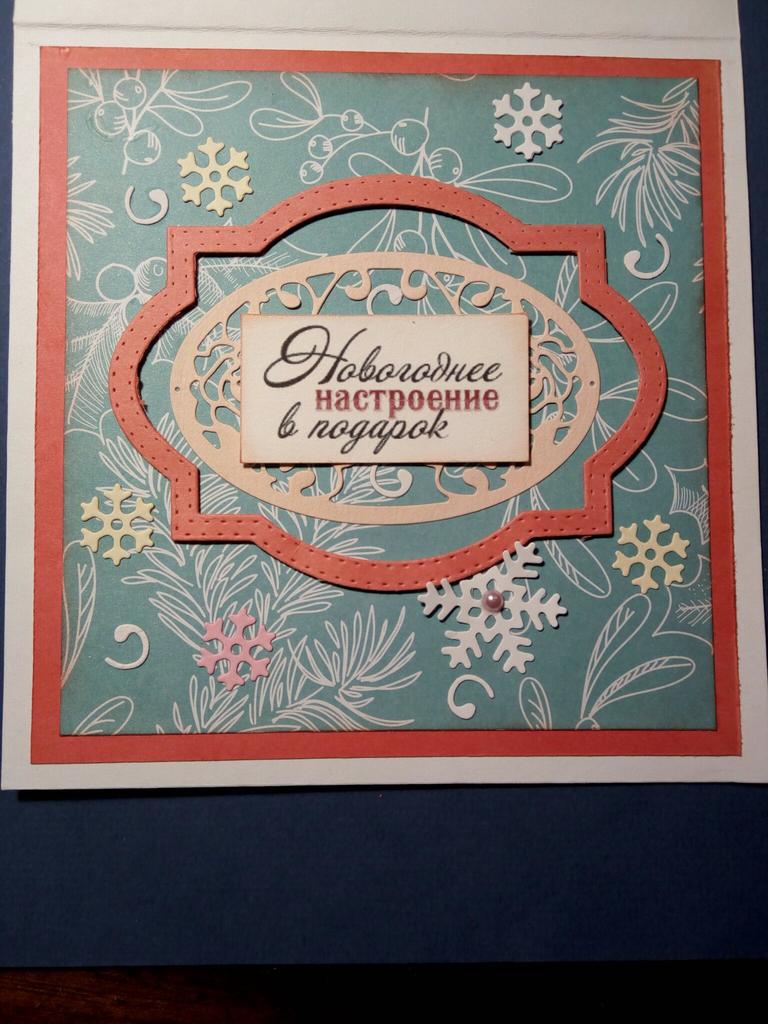 Новогоднее
настроение
в подарок